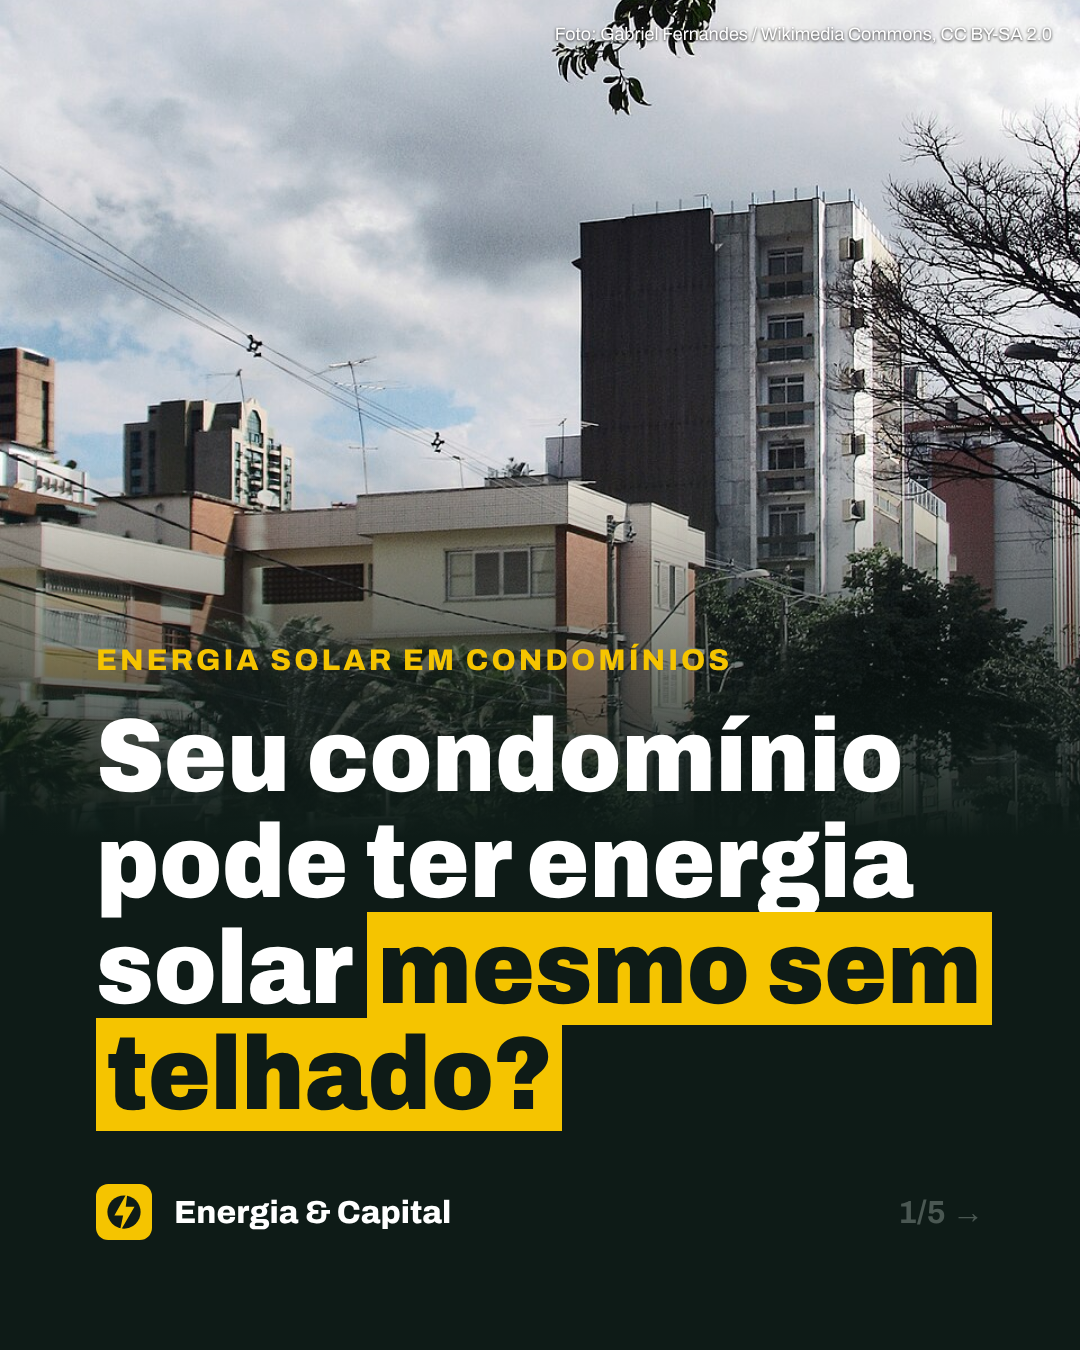 Foto: Gabriel Fernandes / Wikimedia Commons, CC BY-SA 2.0
ENERGIA SOLAR EM CONDOMÍNIOS
Seu condomínio
pode ter energia
solar mesmo sem
telhado?
Energia & Capital
1/5 →